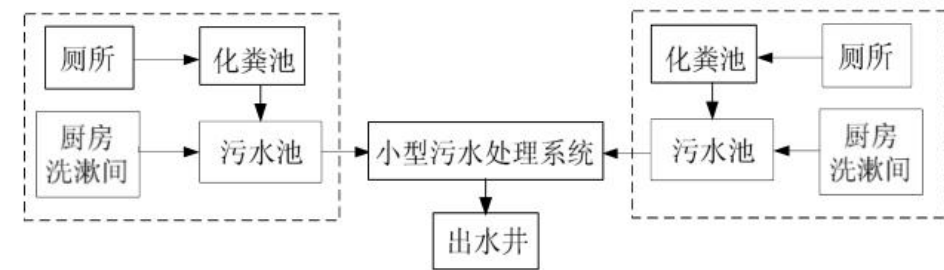 厕所
化粪池
厨房
洗漱间
污水池
小型污水处理系统
出水井
化粪池
厕所
污水池
厨房
洗漱间